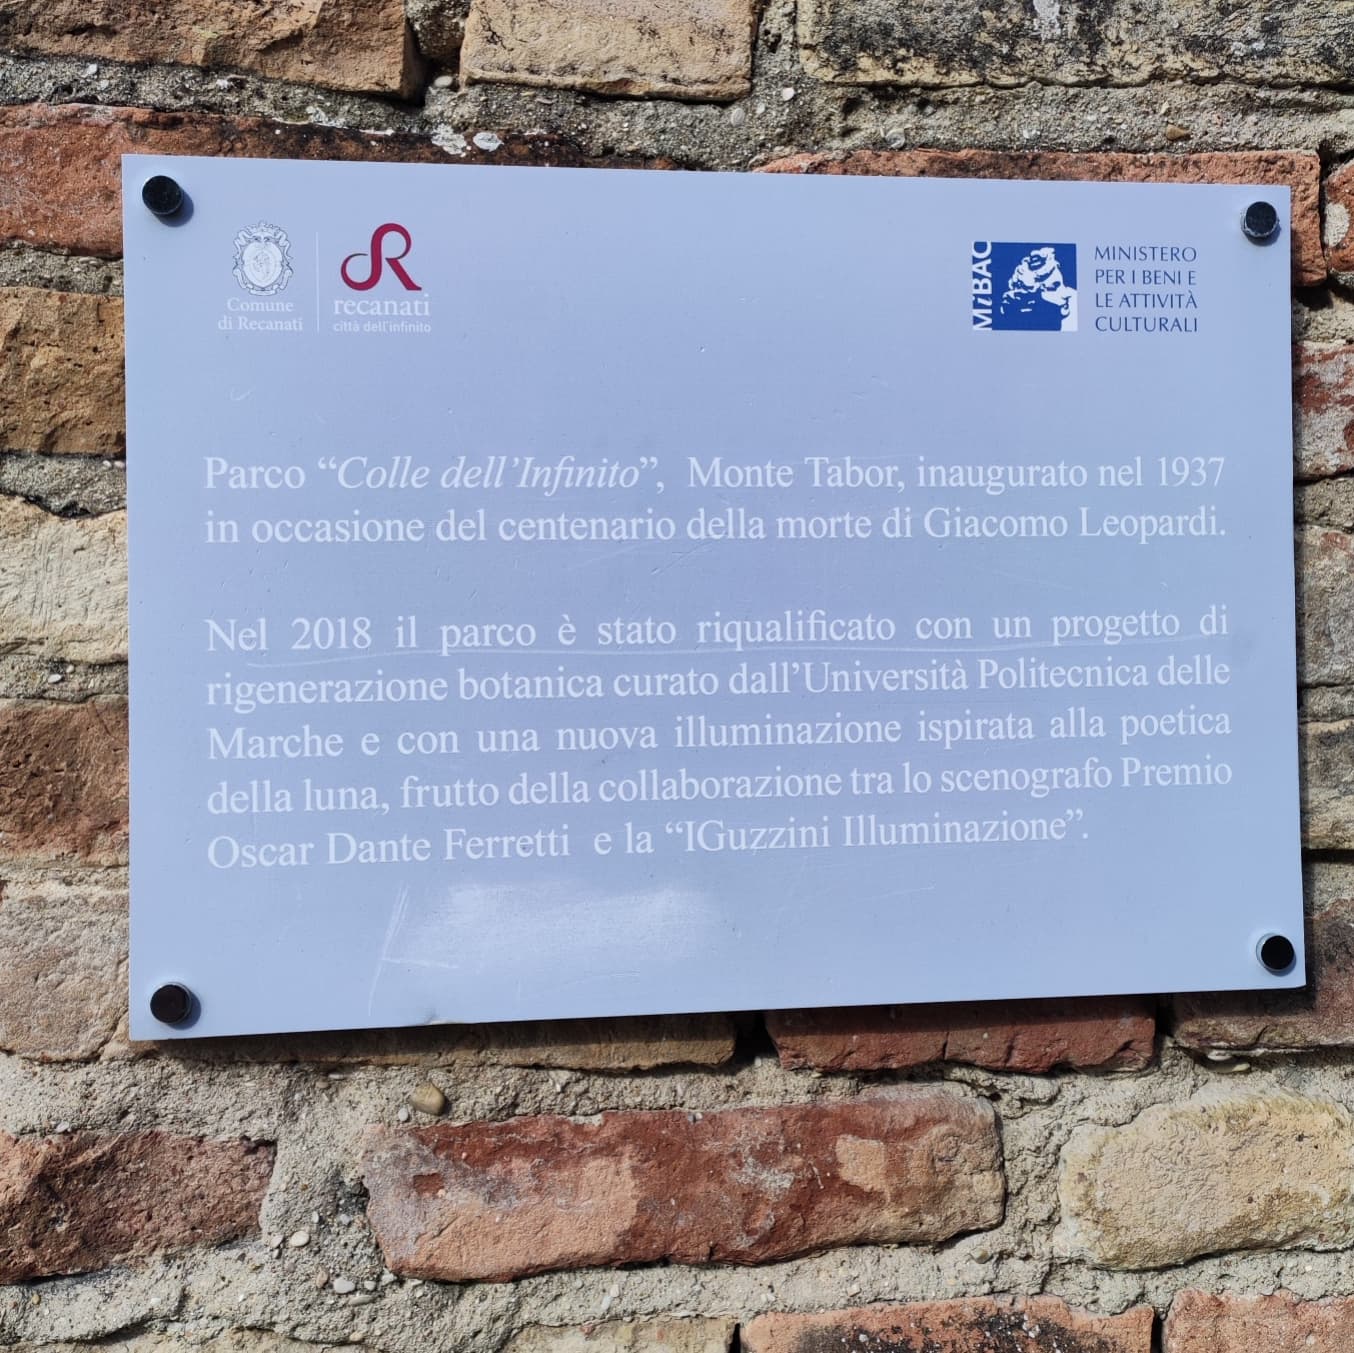 Comune
di Recanati
recanati
città dell'infinito
MiBAC
MINISTERO
PER I BENI E
LE ATTIVITÀ
CULTURALI
Parco “Colle dell’Infinito”, Monte Tabor, inaugurato nel 1937
in occasione del centenario della morte di Giacomo Leopardi.
Nel 2018 il parco è stato riqualificato con un progetto di
rigenerazione botanica curato dall’Università Politecnica delle
Marche e con una nuova illuminazione ispirata alla poetica
della luna, frutto della collaborazione tra lo scenografo Premio
Oscar Dante Ferretti e la “IGuzzini Illuminazione”.